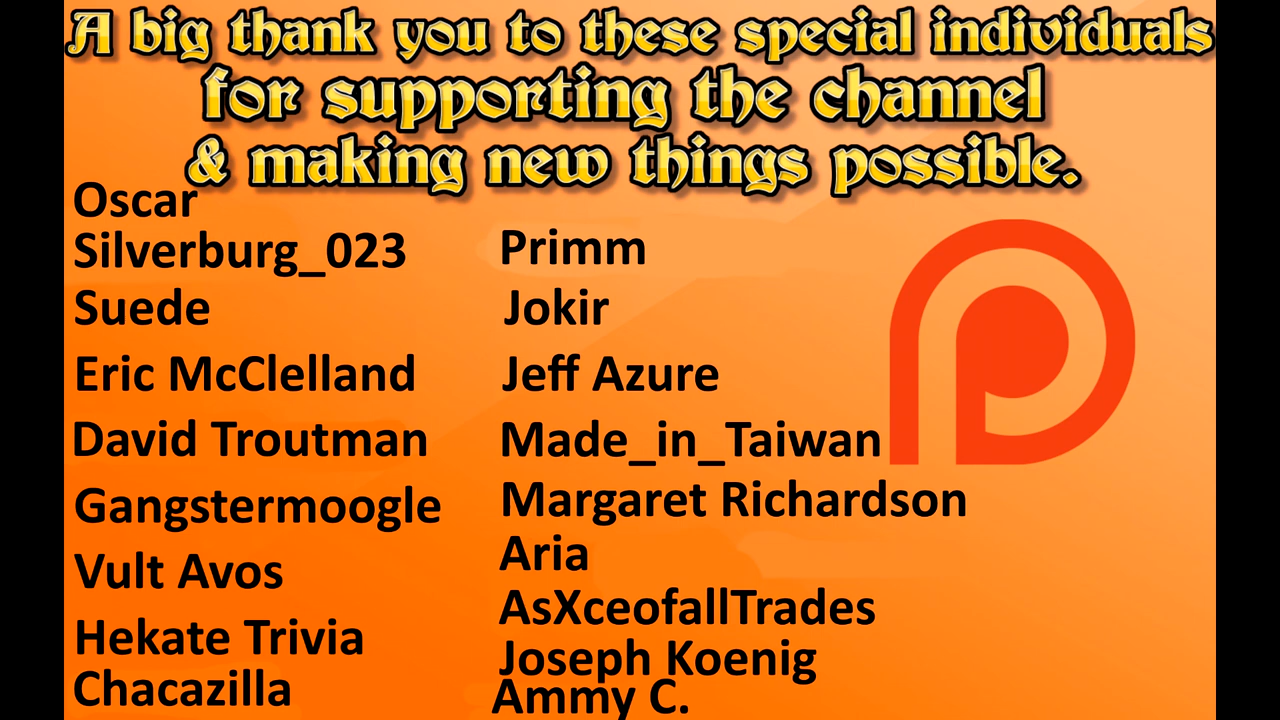 A big thank you to these special individuals
for supporting the channel
& making new things possible.
Oscar
Silverburg_023
Suede
Eric McClelland
David Troutman
Gangstermoogle
Vult Avos
Hekate Trivia
Chacazilla
Primm
Jokir
Jeff Azure
Made_in_Taiwan
Margaret Richardson
Aria
AsXceofallTrades
Joseph Koenig
Ammy C.